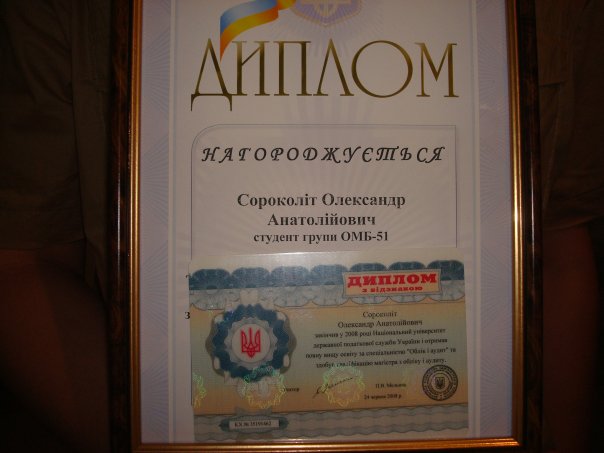 ДИПЛОМ
НАГОРОДЖУЄТЬСЯ
Сороколіт Олександр
Анатолійович
студент групи ОМБ-51
З
ДИПЛОМ
з відзнакою
Сороколіт
Олександр Анатолійович
закінчив у 2008 році Національний університет
державної податкової служби України і отримав
повну вищу освіту за спеціальністю "Облік і аудит" та
здобув кваліфікацію магістра з обліку і аудиту.
П.В. Мельник
24 червня 2008 р.